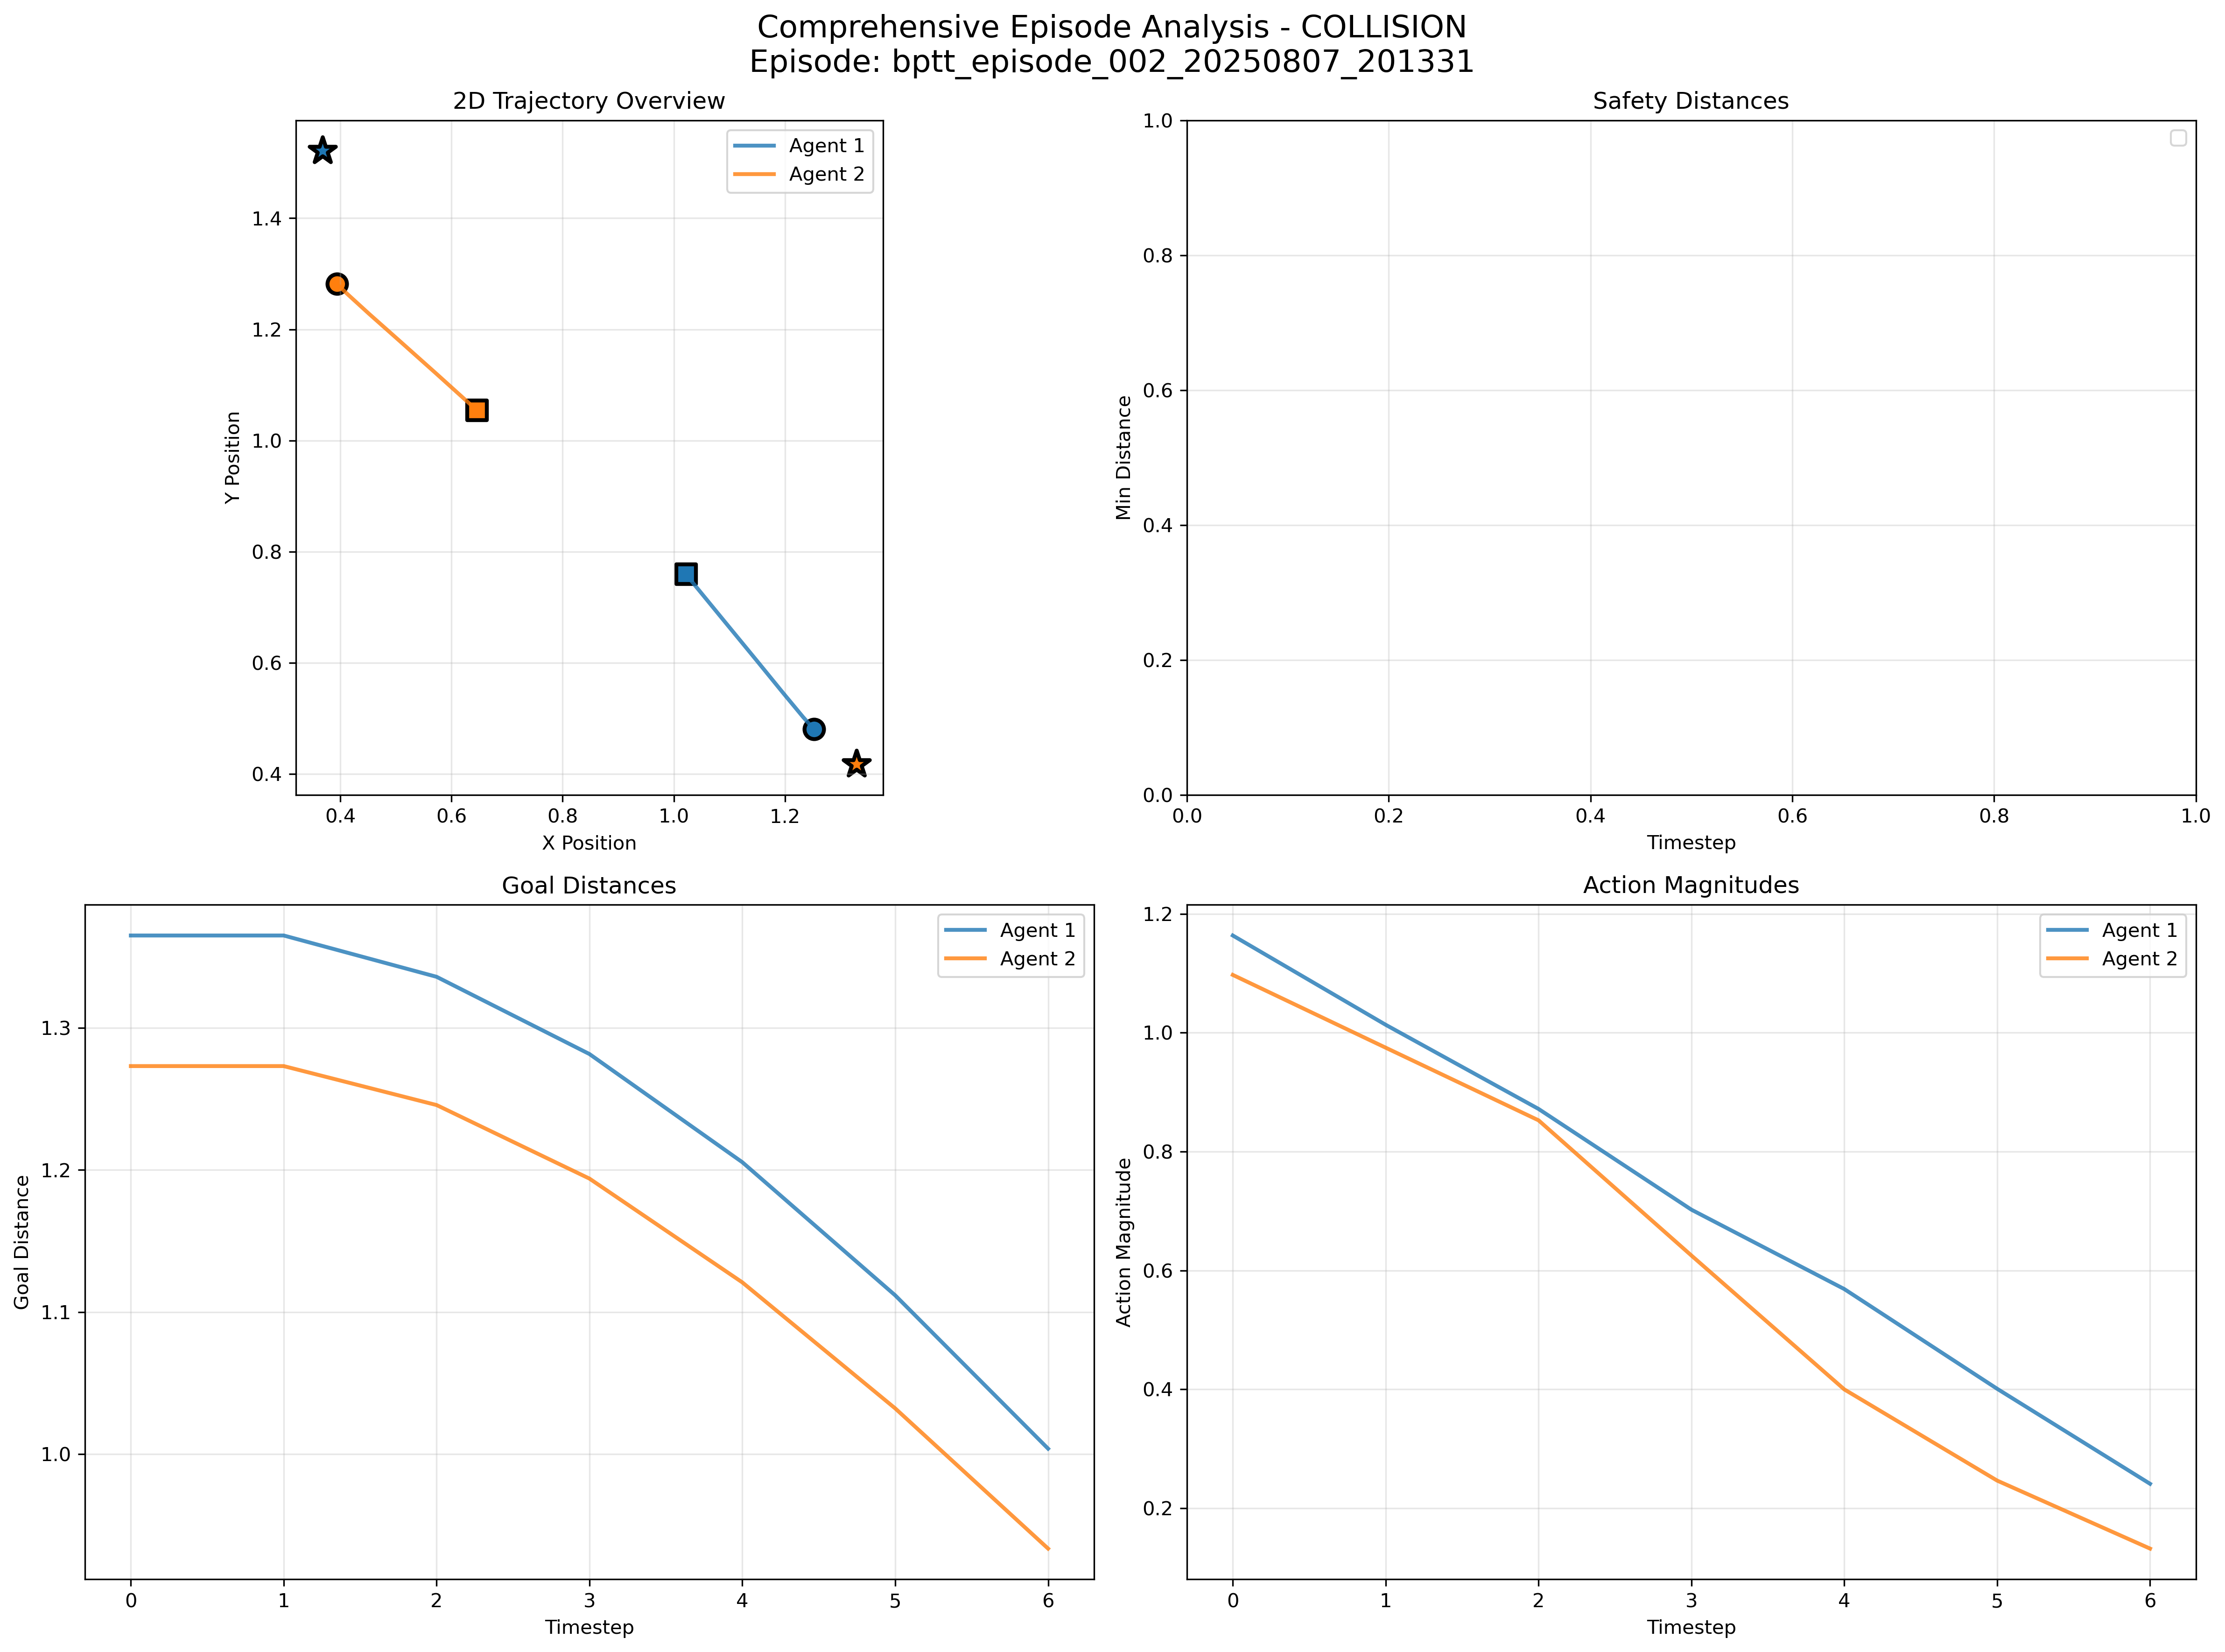 Comprehensive Episode Analysis - COLLISION
Episode: bptt_episode_002_20250807_201331
2D Trajectory Overview
Agent 1
Agent 2
1.4
1.2
1.0
0.8
0.6
0.4
Y Position
0.4
0.6
0.8
1.0
1.2
X Position
Safety Distances
1.0
0.8
0.6
0.4
0.2
0.0
Min Distance
0.0
0.2
0.4
0.6
0.8
1.0
Timestep
Goal Distances
Agent 1
Agent 2
1.3
1.2
1.1
1.0
Goal Distance
0
1
2
3
4
5
6
Timestep
Action Magnitudes
Agent 1
Agent 2
1.2
1.0
0.8
0.6
0.4
0.2
Action Magnitude
0
1
2
3
4
5
6
Timestep